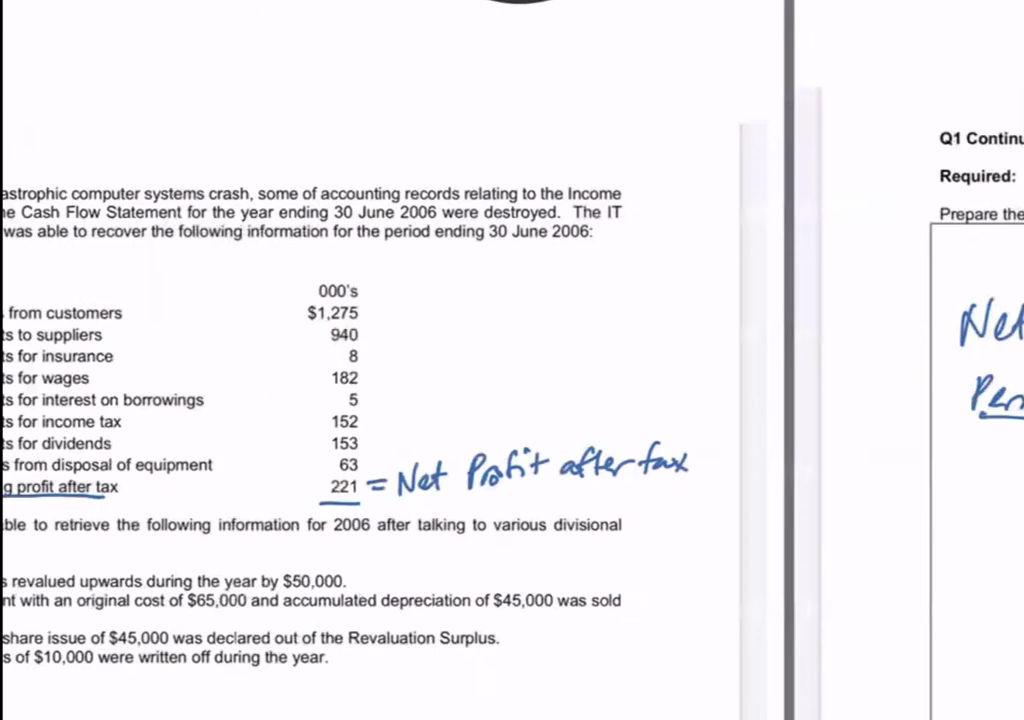 astrophic computer systems crash, some of accounting records relating to the Income
e Cash Flow Statement for the year ending 30 June 2006 were destroyed. The IT
was able to recover the following information for the period ending 30 June 2006:
000's
from customers $1,275
s to suppliers 940
s for insurance 8
s for wages 182
s for interest on borrowings 5
s for income tax 152
s for dividends 153
s from disposal of equipment 63
g profit after tax 221 = Net Profit after tax
ble to retrieve the following information for 2006 after talking to various divisional
s revalued upwards during the year by $50,000.
nt with an original cost of $65,000 and accumulated depreciation of $45,000 was sold
share issue of $45,000 was declared out of the Revaluation Surplus.
s of $10,000 were written off during the year.
Q1 Continu
Required:
Prepare the
Net
Per